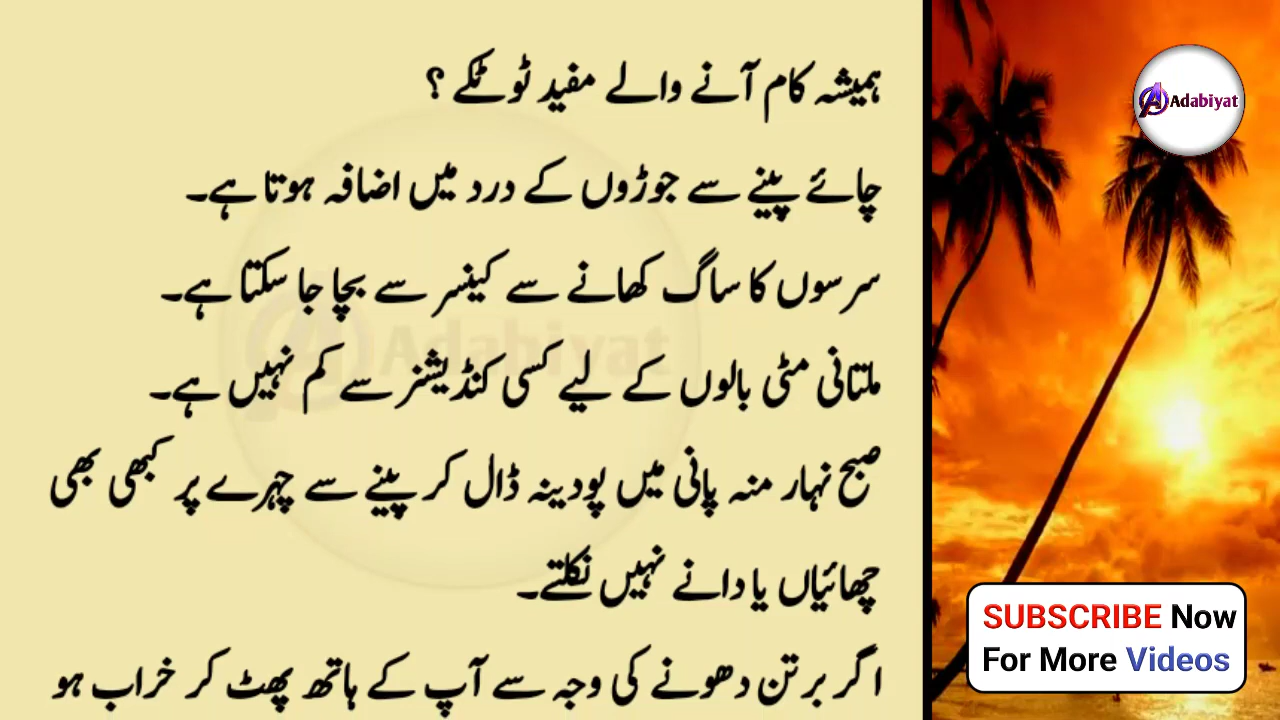 ہمیشہ کام آنے والے مفید ٹوٹکے ؟
چائے پینے سے جوڑوں کے درد میں اضافہ ہوتا ہے۔
سرسوں کا ساگ کھانے سے کینسر سے بچا جا سکتا ہے۔
ملتانی مٹی بالوں کے لیے کسی کنڈیشنر سے کم نہیں ہے۔
صبح نہار منہ پانی میں پودینہ ڈال کر پینے سے چہرے پر کبھی بھی
چھائیاں یا دانے نہیں نکلتے۔
اگر برتن دھونے کی وجہ سے آپ کے ہاتھ پھٹ کر خراب ہو
Adabiyat
Adabiyat
SUBSCRIBE Now
For More Videos